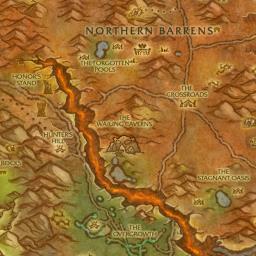 NORTHERN BARRENS
THE FORGOTTEN
POOLS
HONOR'S
STAND
THE
CROSSROADS
THE
WAILING CAVERNS
HUNTER'S
HILL
THE
STAGNANT OASIS
THE
OVERGROWTH